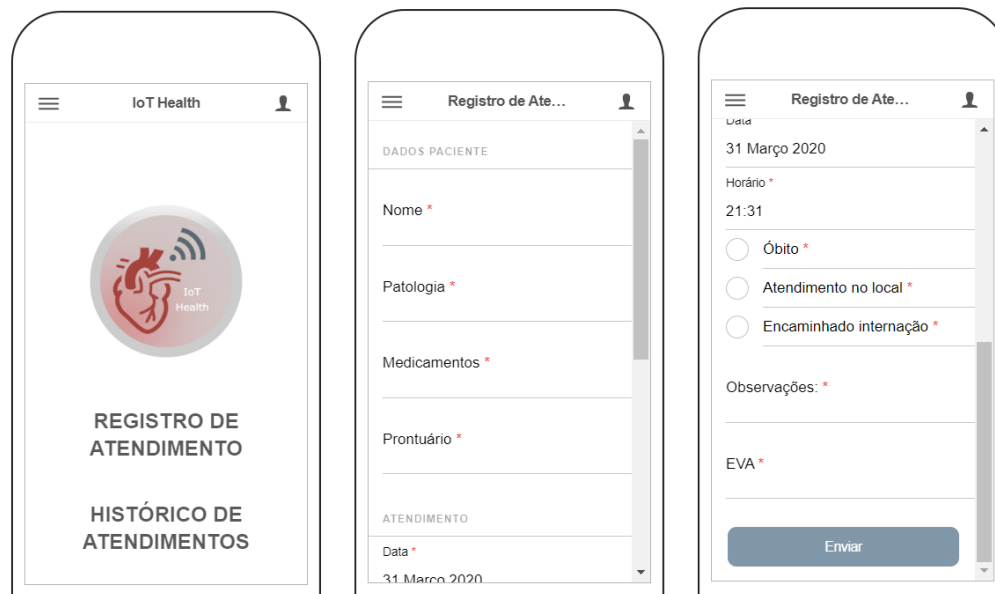 IoT Health
IoT
Health
REGISTRO DE
ATENDIMENTO
HISTÓRICO DE
ATENDIMENTOS
Registro de Ate...
DADOS PACIENTE
Nome *
Patologia *
Medicamentos *
Prontuário *
ATENDIMENTO
Data *
31 Março 2020
Registro de Ate...
Data
31 Março 2020
Horário *
21:31
Óbito *
Atendimento no local *
Encaminhado internação *
Observações: *
EVA *
Enviar